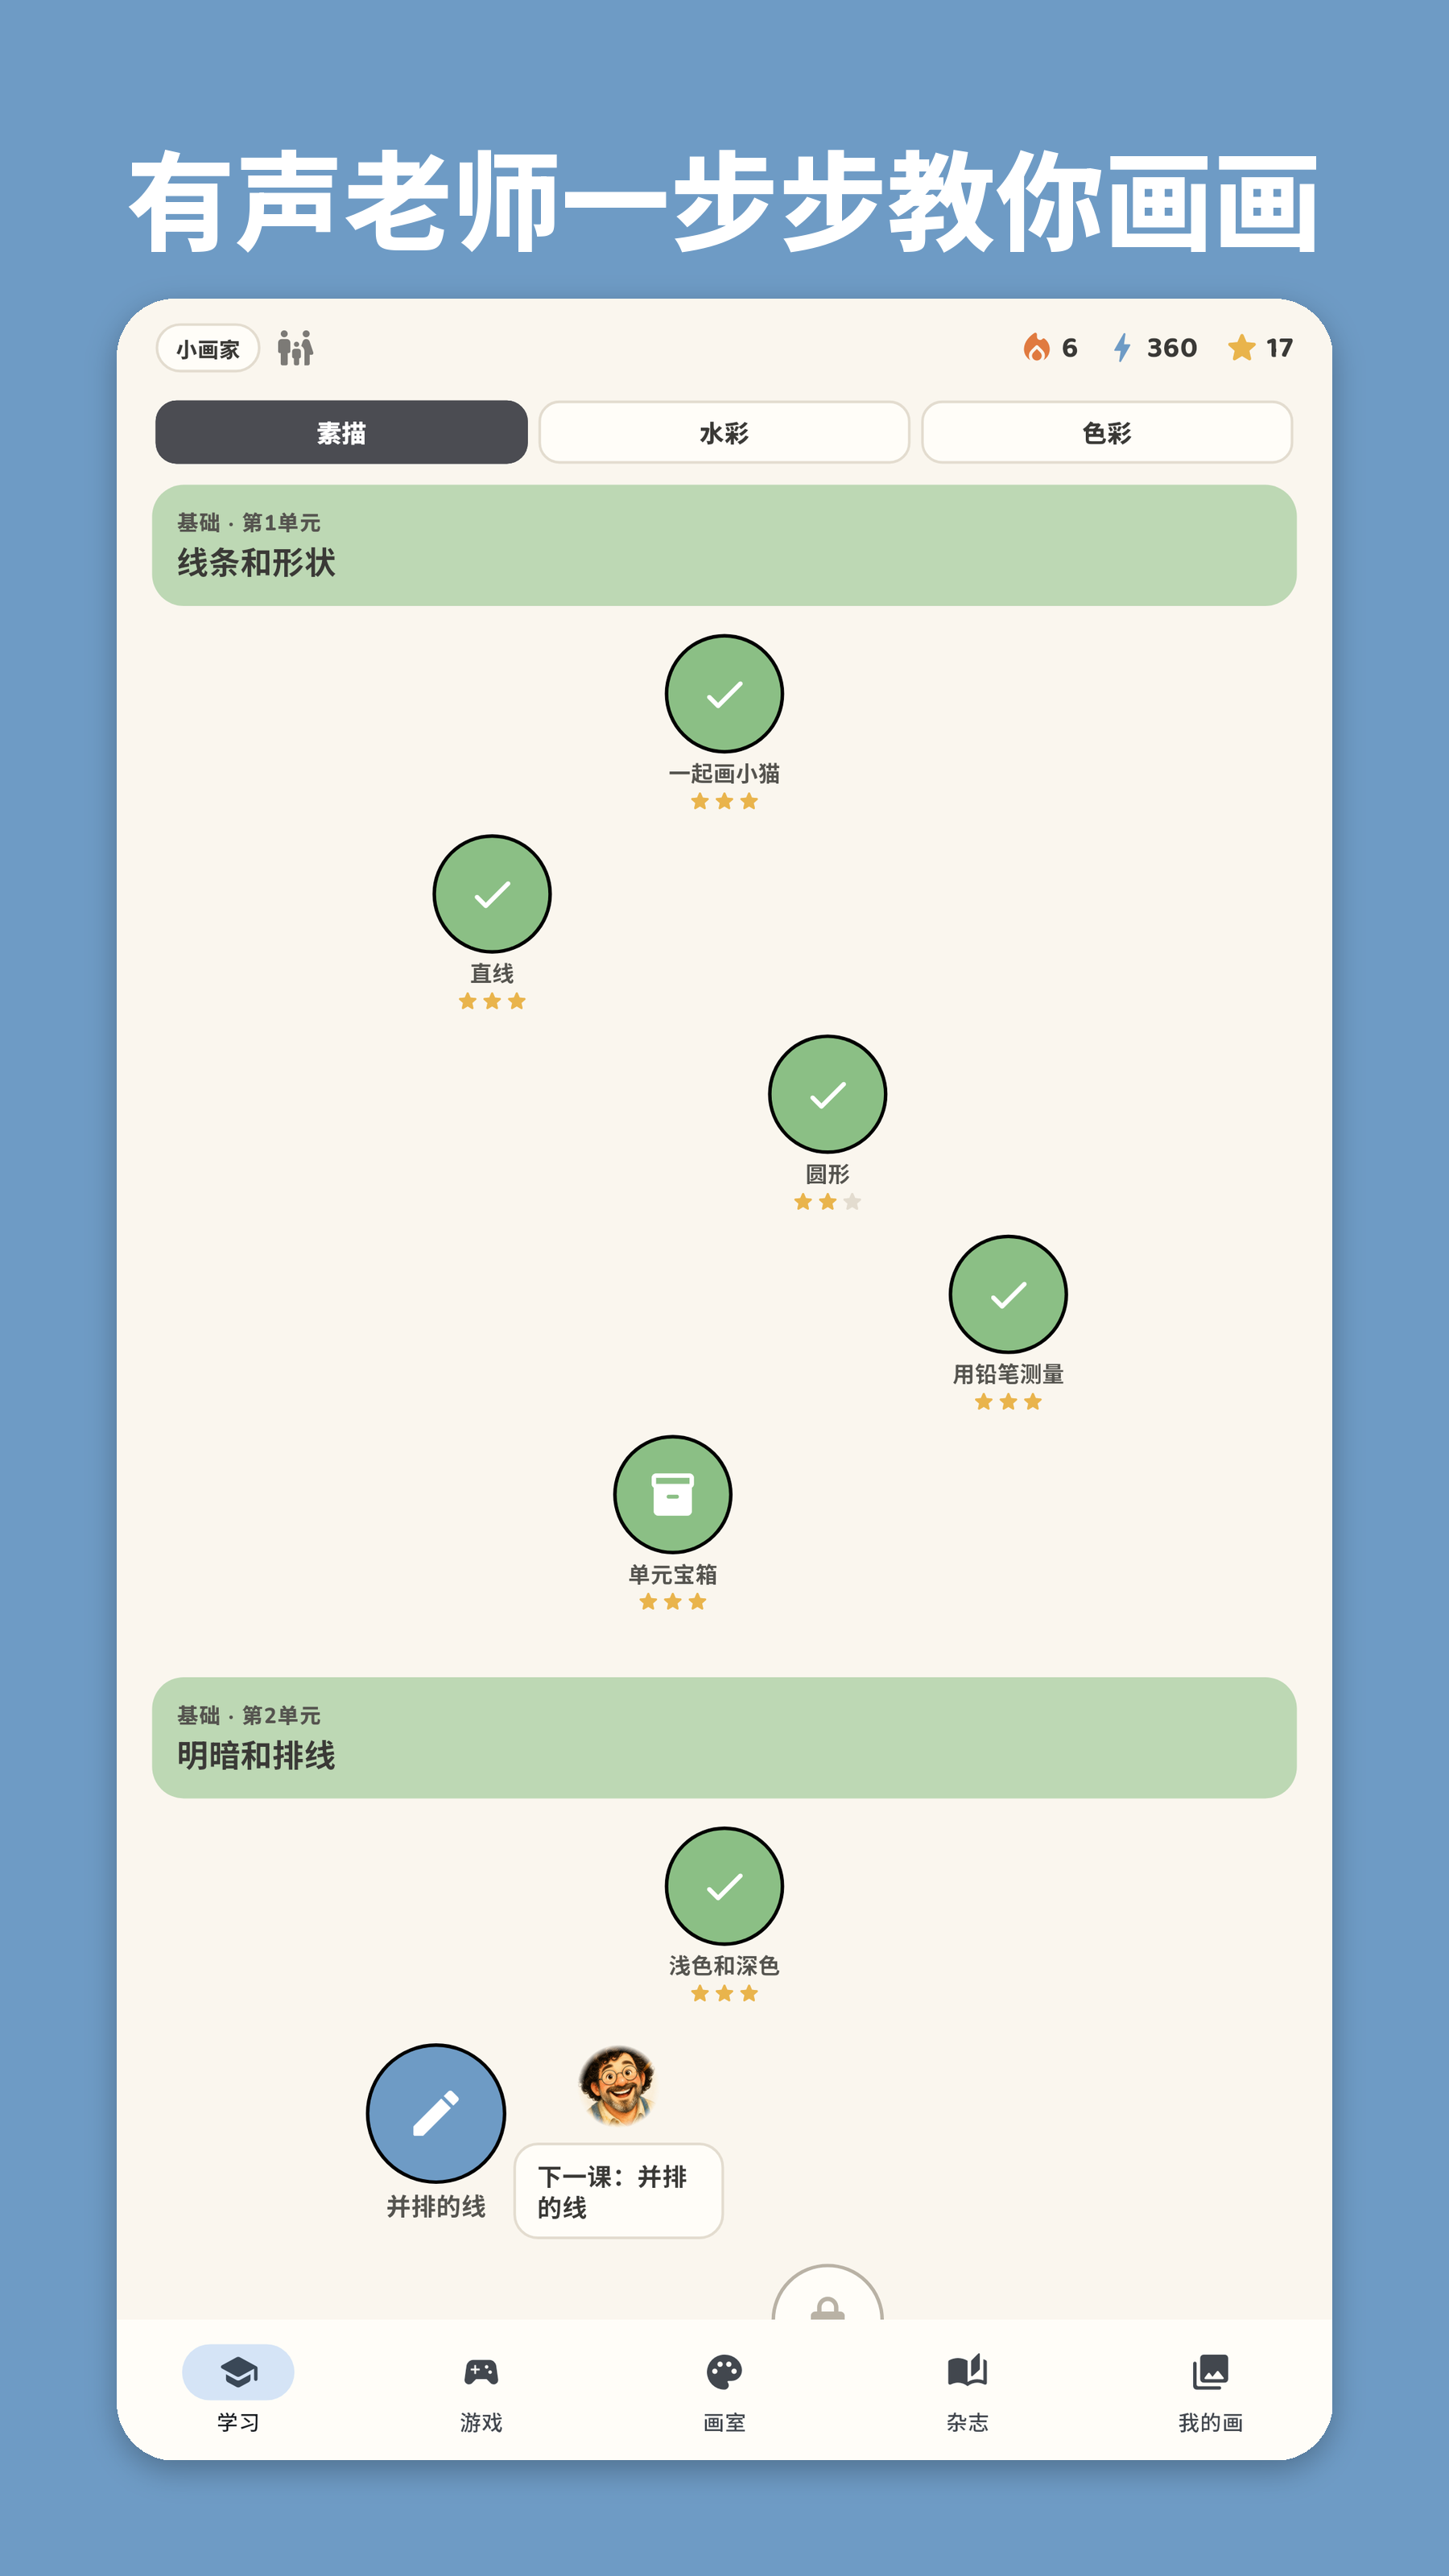 有声老师一步步教你画画
小画家
6
360
17
素描
水彩
色彩
基础 · 第1单元
线条和形状
一起画小猫
直线
圆形
用铅笔测量
单元宝箱
基础 · 第2单元
明暗和排线
浅色和深色
并排的线
下一课：并排
的线
学习
游戏
画室
杂志
我的画